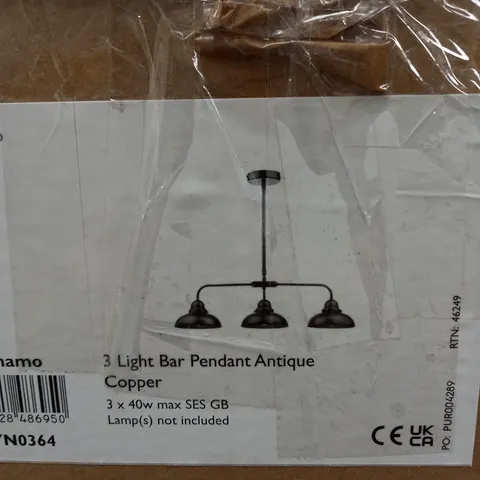 namo
3 Light Bar Pendant Antique
Copper
3 x 40w max SES GB
Lamp(s) not included
28 486950
YN0364
CE UK
CA
PO: PUR004289
RTN: 46249